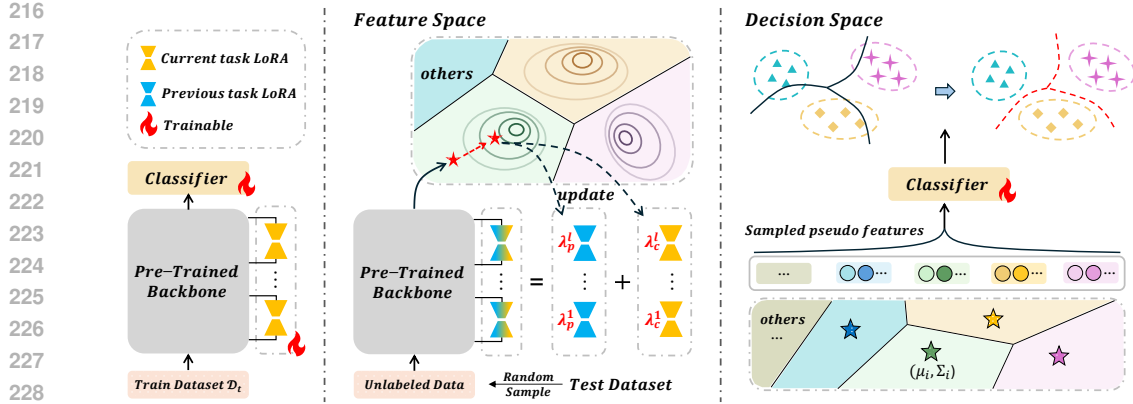 216
217
218
219
220
221
222
223
224
225
226
227
228
Current task LoRA
Previous task LoRA
Trainable
Classifier
Pre-Trained
Backbone
Train Dataset 𝒟_t
Feature Space
others
update
Pre-Trained
Backbone
=
+
λ_p^l
λ_c^l
⋮
⋮
⋮
λ_p^1
λ_c^1
Unlabeled Data
Random
Sample
Test Dataset
Decision Space
Classifier
Sampled pseudo features
...
...
...
...
...
others
...
(μ_i, Σ_i)